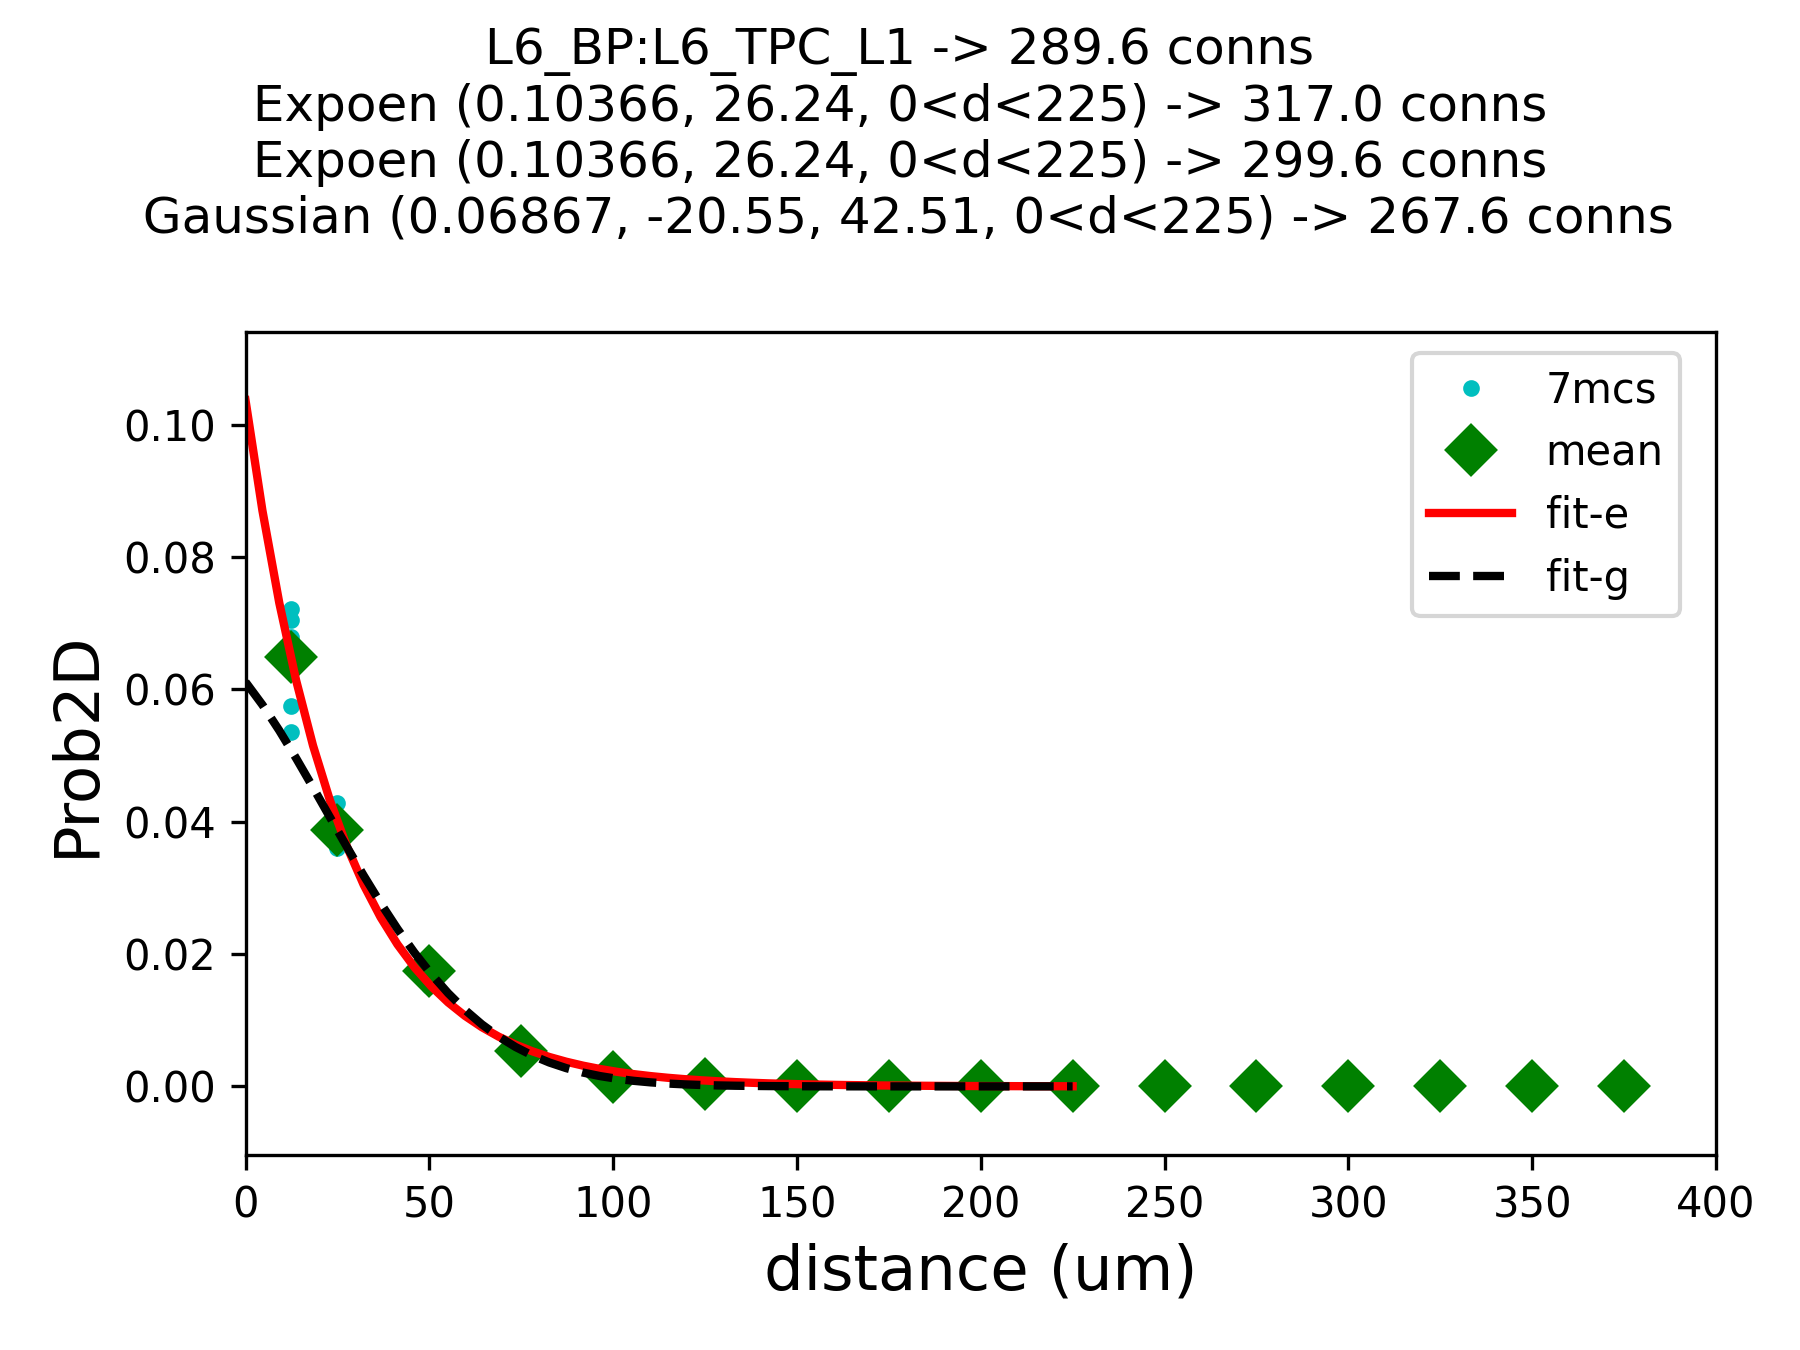 L6_BP:L6_TPC_L1 -> 289.6 conns
Expoen (0.10366, 26.24, 0<d<225) -> 317.0 conns
Expoen (0.10366, 26.24, 0<d<225) -> 299.6 conns
Gaussian (0.06867, -20.55, 42.51, 0<d<225) -> 267.6 conns
7mcs
mean
fit-e
fit-g
Prob2D
0.10
0.08
0.06
0.04
0.02
0.00
0 50 100 150 200 250 300 350 400
distance (um)